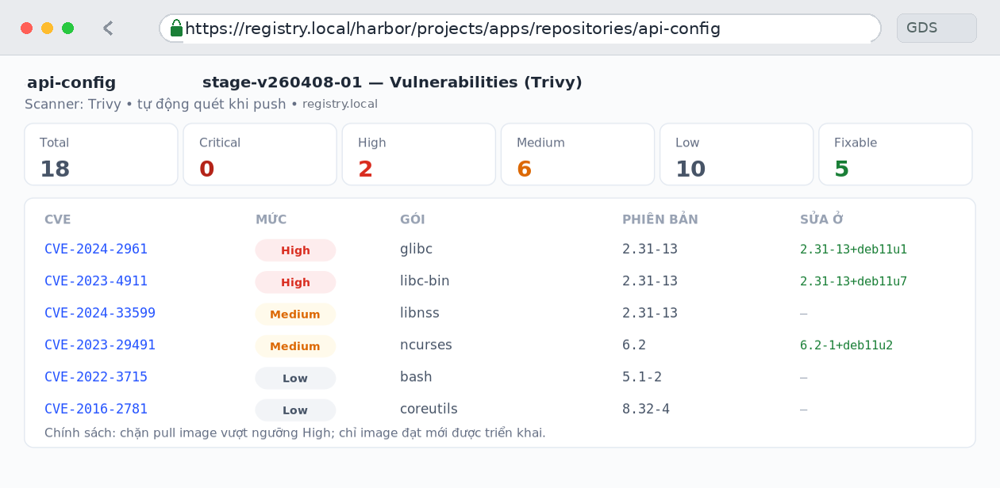 https://registry.local/harbor/projects/apps/repositories/api-config GDS
api-config stage-v260408-01 — Vulnerabilities (Trivy)
Scanner: Trivy • tự động quét khi push • registry.local
Total Critical High Medium Low Fixable
18 0 2 6 10 5
CVE MỨC GÓI PHIÊN BẢN SỬA Ở
CVE-2024-2961 High glibc 2.31-13 2.31-13+deb11u1
CVE-2023-4911 High libc-bin 2.31-13 2.31-13+deb11u7
CVE-2024-33599 Medium libnss 2.31-13 —
CVE-2023-29491 Medium ncurses 6.2 6.2-1+deb11u2
CVE-2022-3715 Low bash 5.1-2 —
CVE-2016-2781 Low coreutils 8.32-4 —
Chính sách: chặn pull image vượt ngưỡng High; chỉ image đạt mới được triển khai.